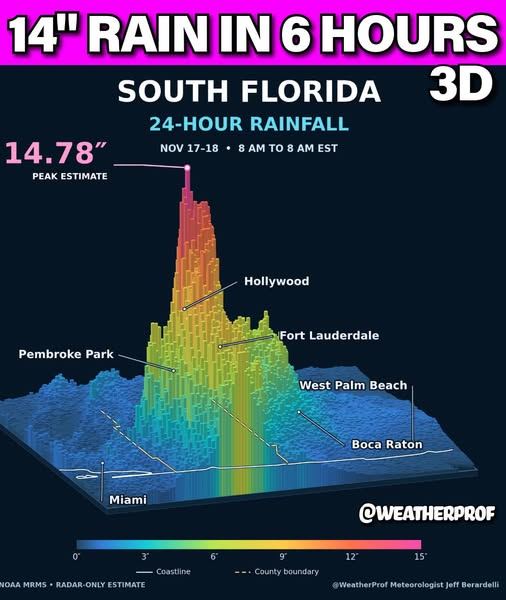 14" RAIN IN 6 HOURS
3D
SOUTH FLORIDA
24-HOUR RAINFALL
NOV 17-18 • 8 AM TO 8 AM EST
14.78″
PEAK ESTIMATE
Hollywood
Fort Lauderdale
Pembroke Park
West Palm Beach
Boca Raton
Miami
@WEATHERPROF
0″ 3″ 6″ 9″ 12″ 15″
Coastline County boundary
NOAA MRMS • RADAR-ONLY ESTIMATE @WeatherProf Meteorologist Jeff Berardelli